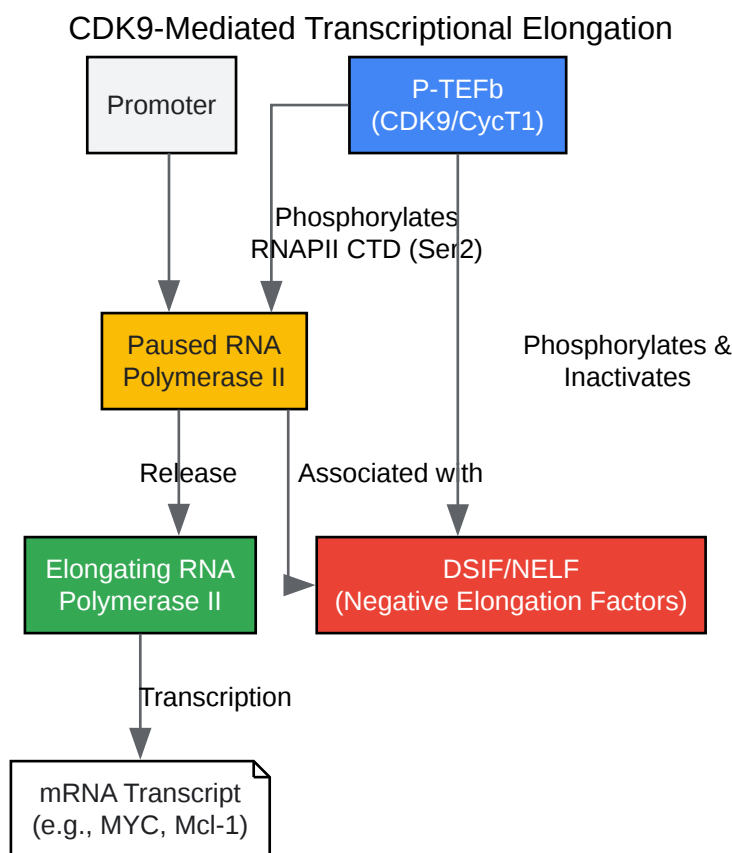 CDK9-Mediated Transcriptional Elongation
Promoter
P-TEFb
(CDK9/CycT1)
Phosphorylates
RNAPII CTD (Ser2)
Paused RNA
Polymerase II
Phosphorylates &
Inactivates
Release
Associated with
Elongating RNA
Polymerase II
DSIF/NELF
(Negative Elongation Factors)
Transcription
mRNA Transcript
(e.g., MYC, Mcl-1)